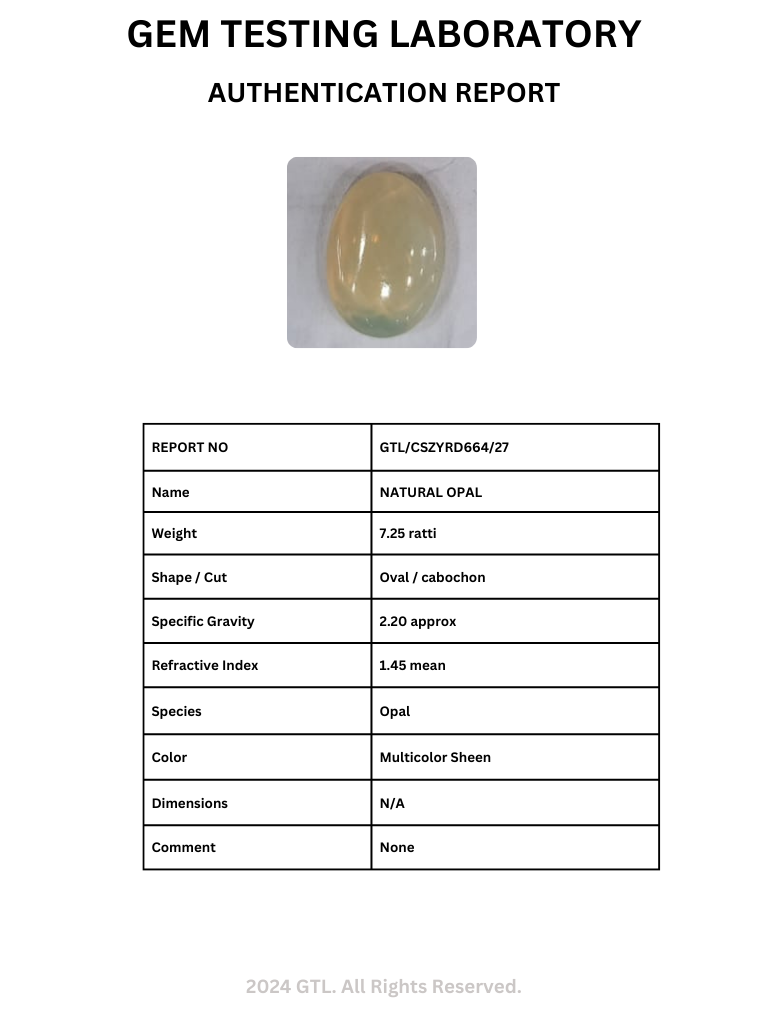 GEM TESTING LABORATORY
AUTHENTICATION REPORT
REPORT NO GTL/CSZYRD664/27
Name NATURAL OPAL
Weight 7.25 ratti
Shape / Cut Oval / cabochon
Specific Gravity 2.20 approx
Refractive Index 1.45 mean
Species Opal
Color Multicolor Sheen
Dimensions N/A
Comment None
2024 GTL. All Rights Reserved.